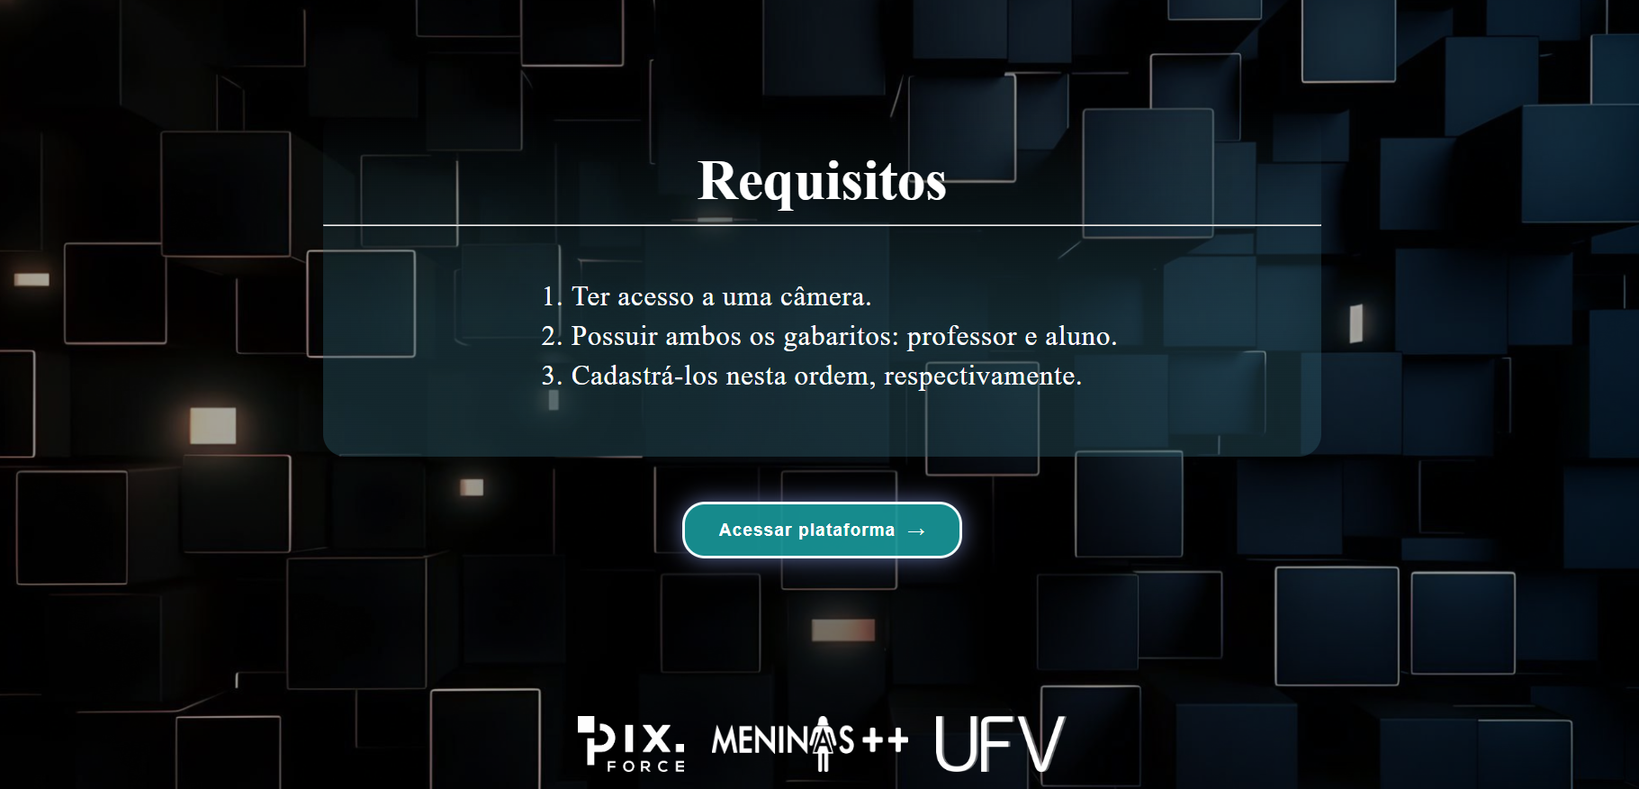 Requisitos
1. Ter acesso a uma câmera.
2. Possuir ambos os gabaritos: professor e aluno.
3. Cadastrá-los nesta ordem, respectivamente.
Acessar plataforma →
PIX.
FORCE
MENINAS++
UFV